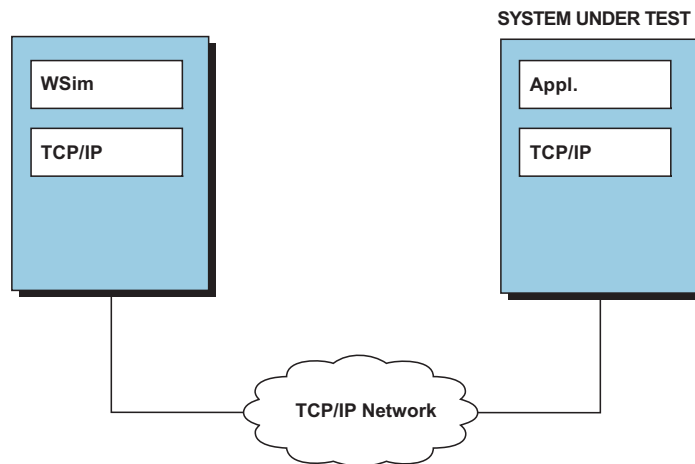 SYSTEM UNDER TEST
WSim
TCP/IP
Appl.
TCP/IP
TCP/IP Network